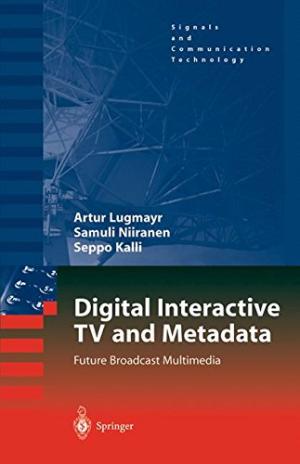 Signals
and
Communication
Technology
Artur Lugmayr
Samuli Niiranen
Seppo Kalli
Digital Interactive
TV and Metadata
Future Broadcast Multimedia
Springer